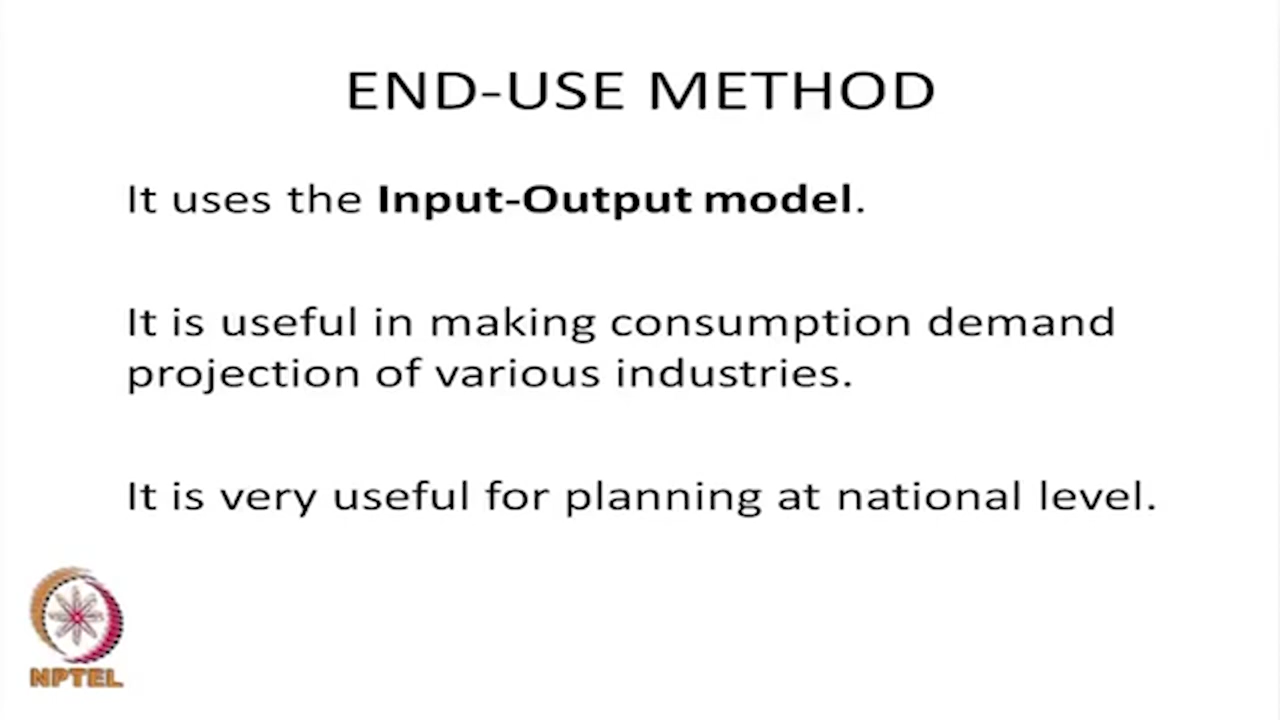 END-USE METHOD
It uses the Input-Output model.
It is useful in making consumption demand
projection of various industries.
It is very useful for planning at national level.
NPTEL